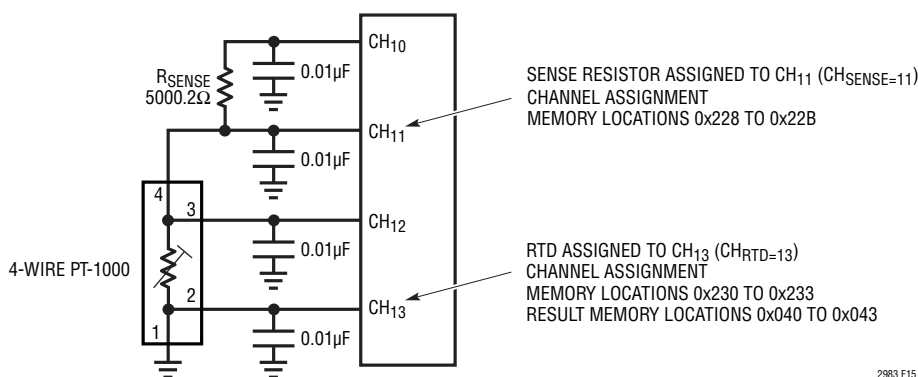 CH10
0.01µF
RSENSE
5000.2Ω
CH11
0.01µF
4
3
CH12
0.01µF
4-WIRE PT-1000
2
CH13
1
0.01µF
SENSE RESISTOR ASSIGNED TO CH11 (CHSENSE=11)
CHANNEL ASSIGNMENT
MEMORY LOCATIONS 0x228 TO 0x22B
RTD ASSIGNED TO CH13 (CHRTD=13)
CHANNEL ASSIGNMENT
MEMORY LOCATIONS 0x230 TO 0x233
RESULT MEMORY LOCATIONS 0x040 TO 0x043
2983 F15